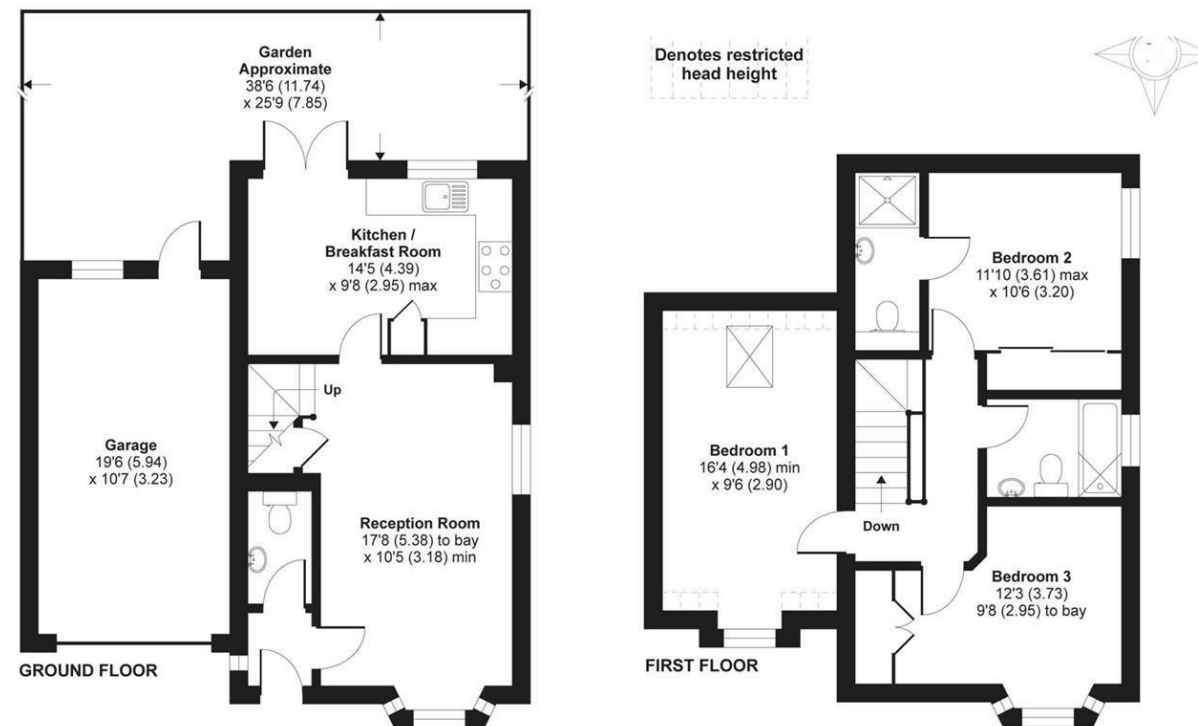 Garden
Approximate
38'6 (11.74)
x 25'9 (7.85)
Kitchen /
Breakfast Room
14'5 (4.39)
x 9'8 (2.95) max
Up
Garage
19'6 (5.94)
x 10'7 (3.23)
Reception Room
17'8 (5.38) to bay
x 10'5 (3.18) min
GROUND FLOOR
Denotes restricted
head height
Bedroom 2
11'10 (3.61) max
x 10'6 (3.20)
Bedroom 1
16'4 (4.98) min
x 9'6 (2.90)
Down
Bedroom 3
12'3 (3.73)
9'8 (2.95) to bay
FIRST FLOOR